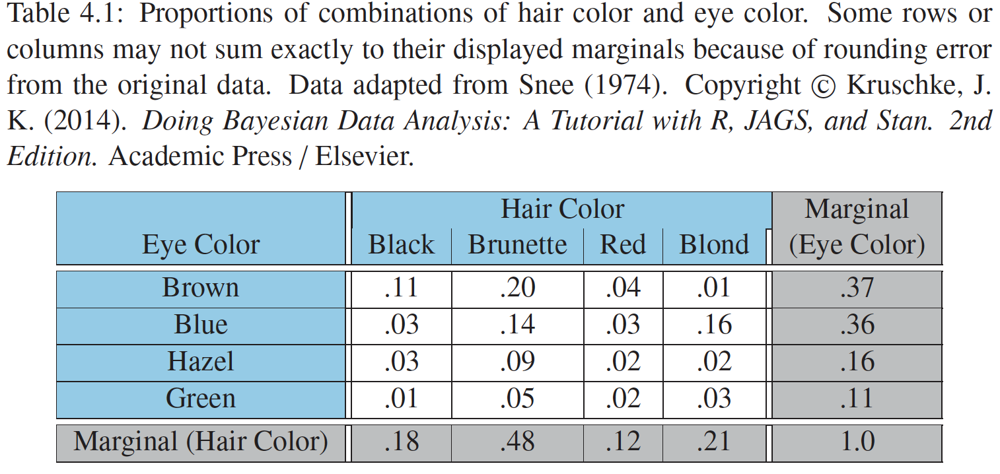 Table 4.1: Proportions of combinations of hair color and eye color. Some rows or
columns may not sum exactly to their displayed marginals because of rounding error
from the original data. Data adapted from Snee (1974). Copyright © Kruschke, J.
K. (2014). Doing Bayesian Data Analysis: A Tutorial with R, JAGS, and Stan. 2nd
Edition. Academic Press / Elsevier.
Hair Color Marginal
Eye Color Black Brunette Red Blond (Eye Color)
Brown .11 .20 .04 .01 .37
Blue .03 .14 .03 .16 .36
Hazel .03 .09 .02 .02 .16
Green .01 .05 .02 .03 .11
Marginal (Hair Color) .18 .48 .12 .21 1.0